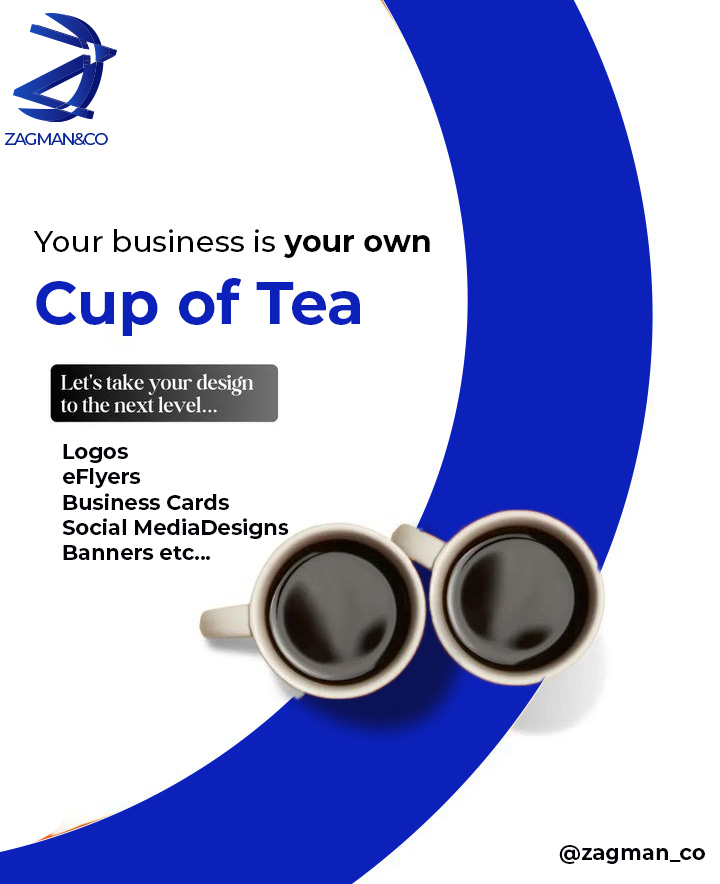 ZAGMAN&CO
Your business is your own
Cup of Tea
Let's take your design
to the next level...
Logos
eFlyers
Business Cards
Social MediaDesigns
Banners etc...
@zagman_co